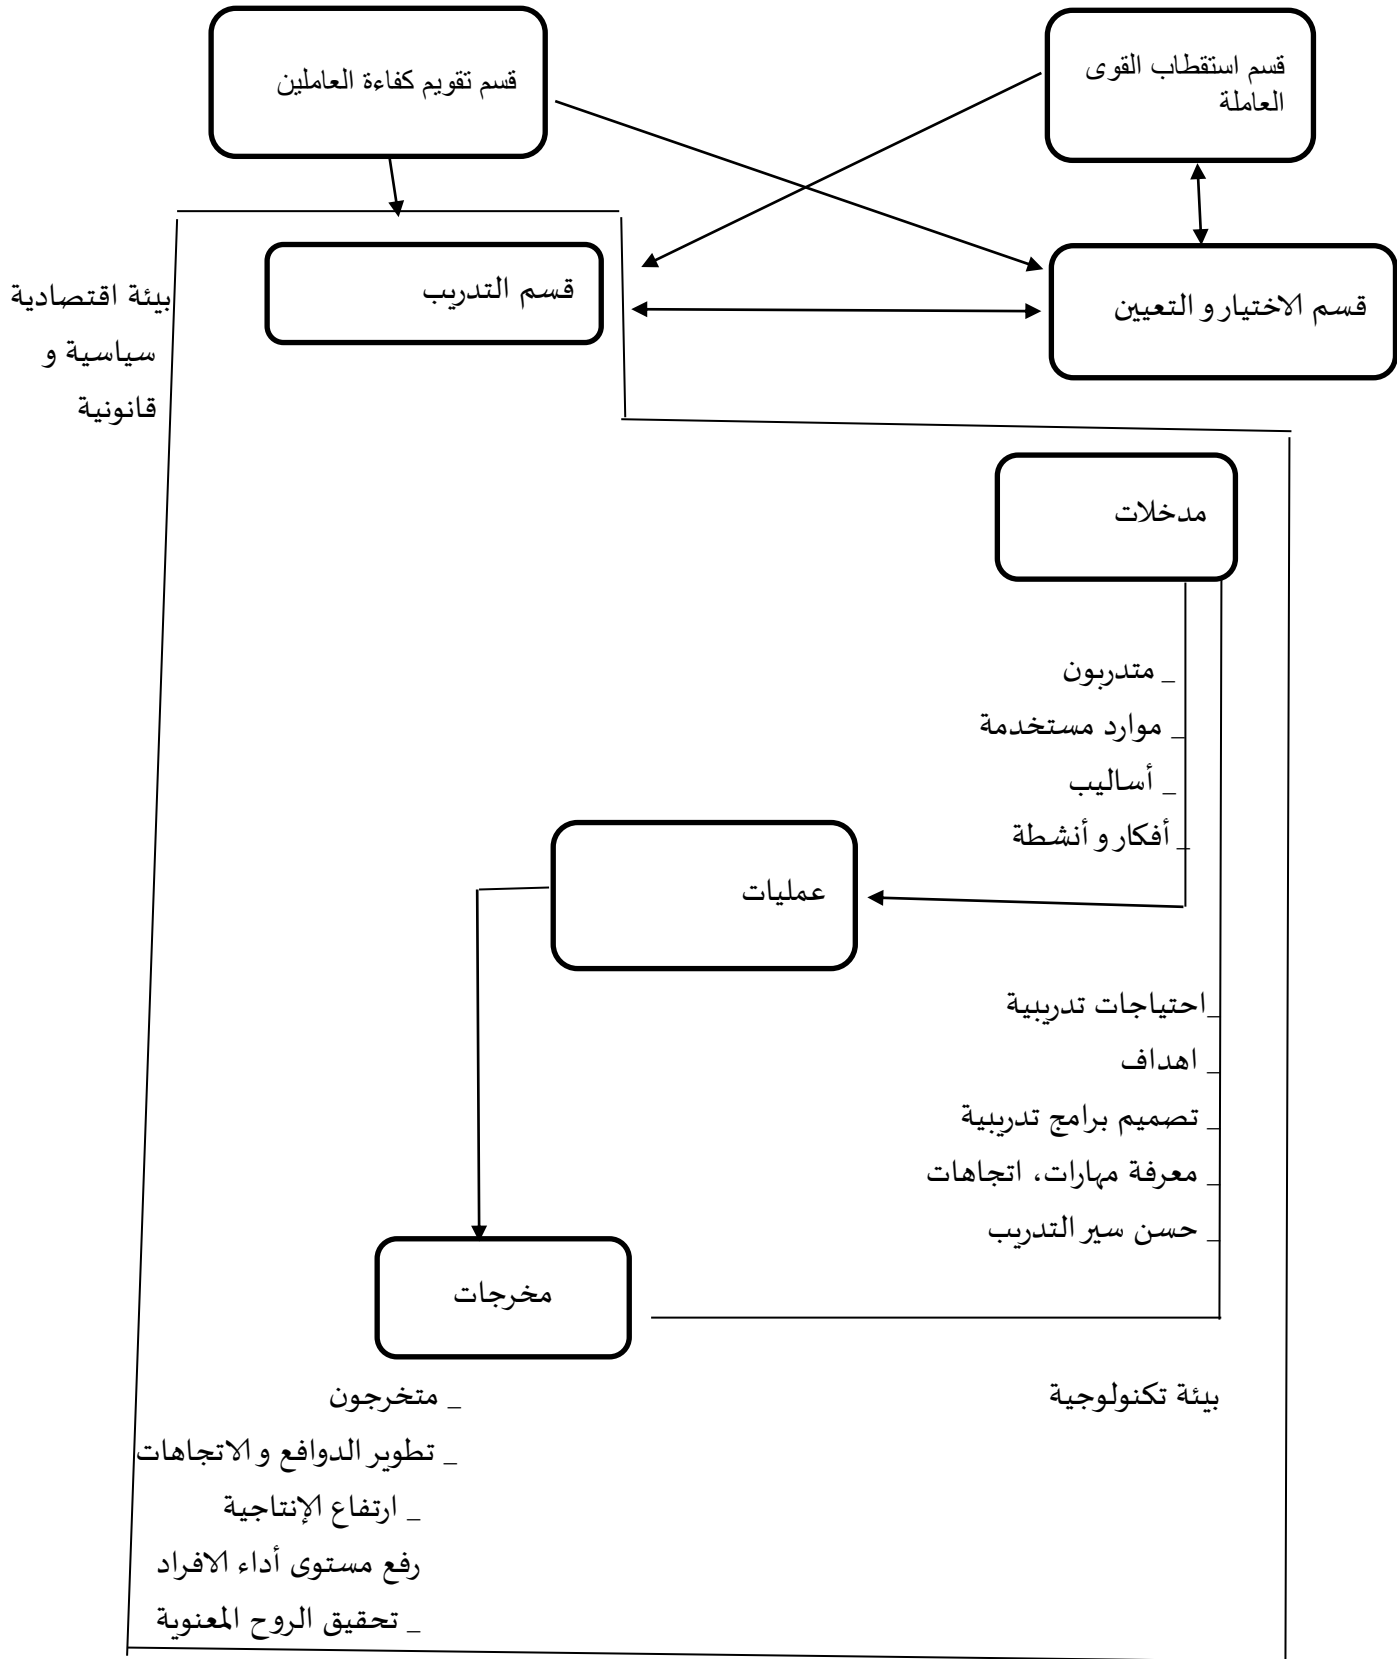 قسم استقطاب القوى
العاملة
قسم تقويم كفاءة العاملين
قسم الاختيار و التعيين
قسم التدريب
بيئة اقتصادية
سياسية و
قانونية
مدخلات
_ متدربون
_ موارد مستخدمة
_ أساليب
_ أفكار و أنشطة
عمليات
_ احتياجات تدريبية
_ اهداف
_ تصميم برامج تدريبية
_ معرفة مهارات، اتجاهات
_ حسن سير التدريب
مخرجات
بيئة تكنولوجية
_ متخرجون
_ تطوير الدوافع و الاتجاهات
_ ارتفاع الإنتاجية
رفع مستوى أداء الافراد
_ تحقيق الروح المعنوية